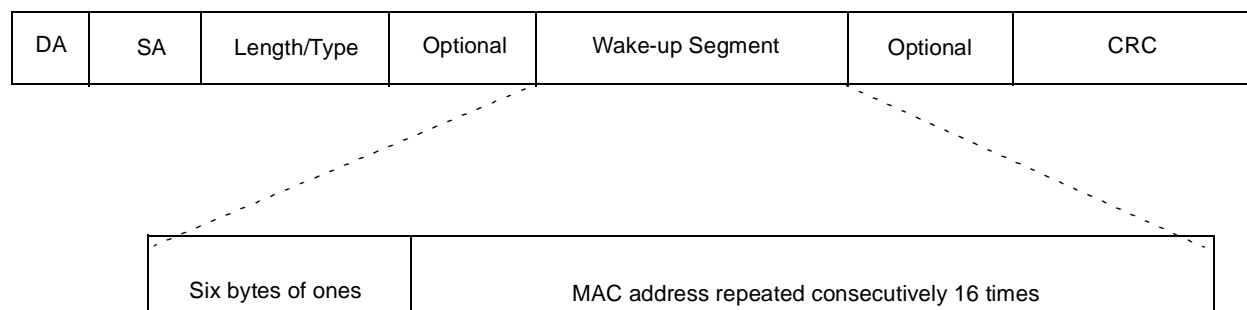 DA SA Length/Type Optional Wake-up Segment Optional CRC
Six bytes of ones MAC address repeated consecutively 16 times